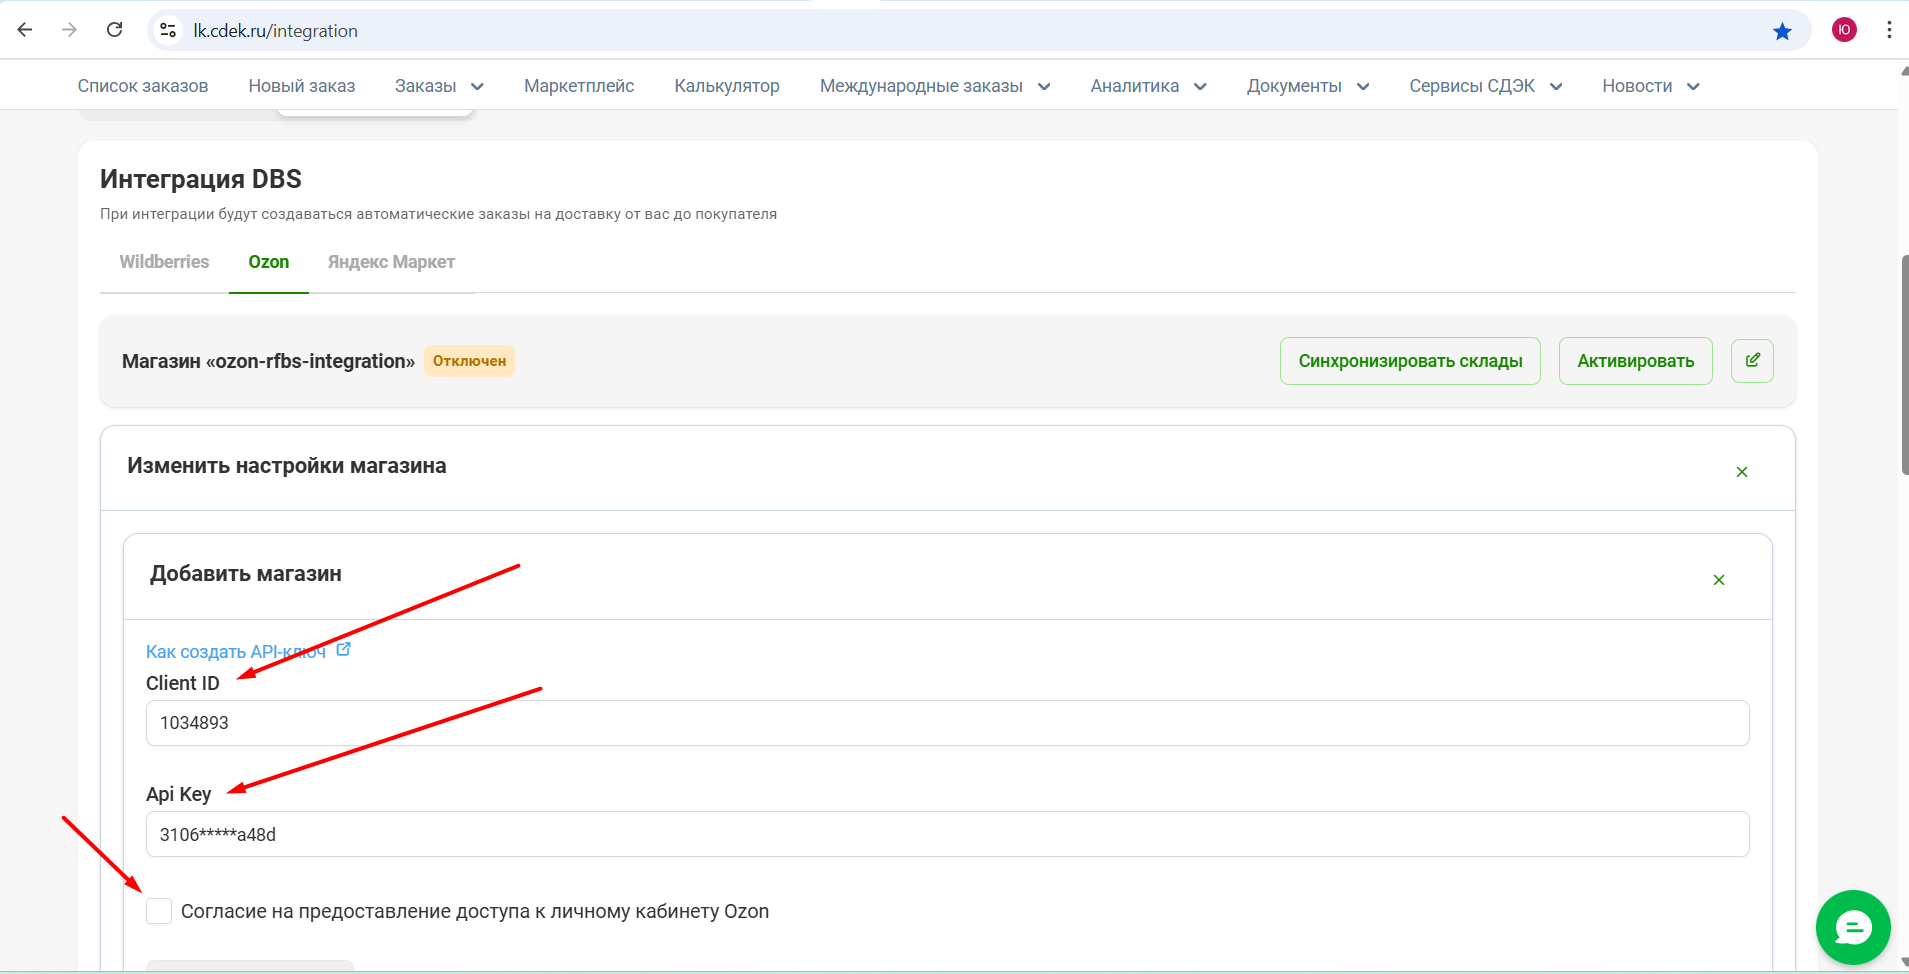 lk.cdek.ru/integration
Ю
Список заказов Новый заказ Заказы Маркетплейс Калькулятор Международные заказы Аналитика Документы Сервисы СДЭК Новости
Интеграция DBS
При интеграции будут создаваться автоматические заказы на доставку от вас до покупателя
Wildberries Ozon Яндекс Маркет
Магазин «ozon-rfbs-integration» Отключен Синхронизировать склады Активировать
Изменить настройки магазина
Добавить магазин
Как создать API-ключ
Client ID
1034893
Api Key
3106*****a48d
Согласие на предоставление доступа к личному кабинету Ozon